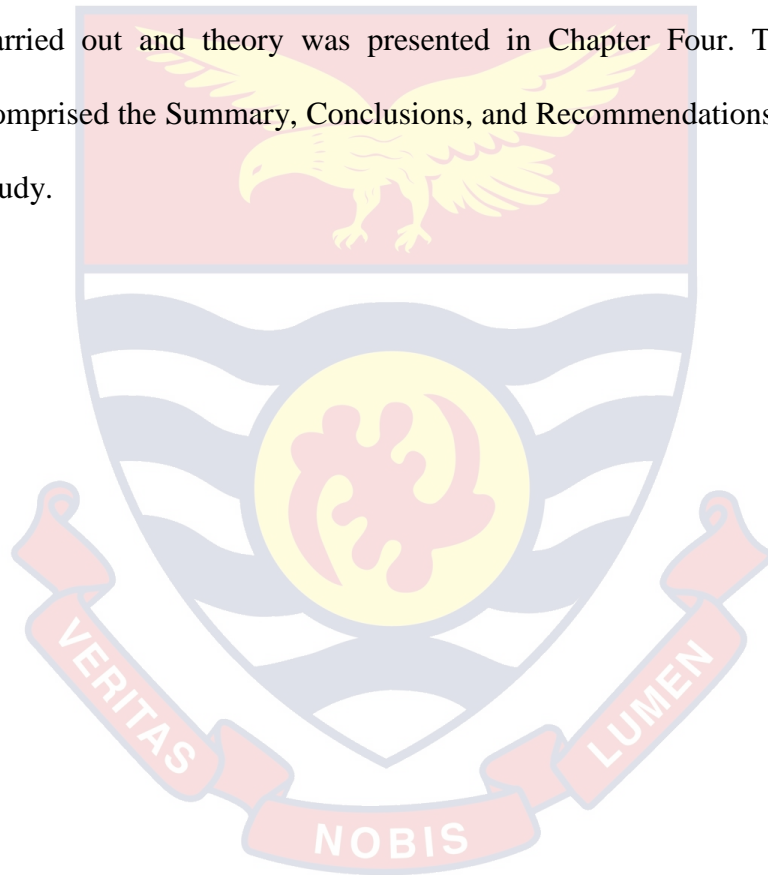 arried out and theory was presented in Chapter Four. T
omprised the Summary, Conclusions, and Recommendations
udy.
VERITAS
NOBIS
LUMEN